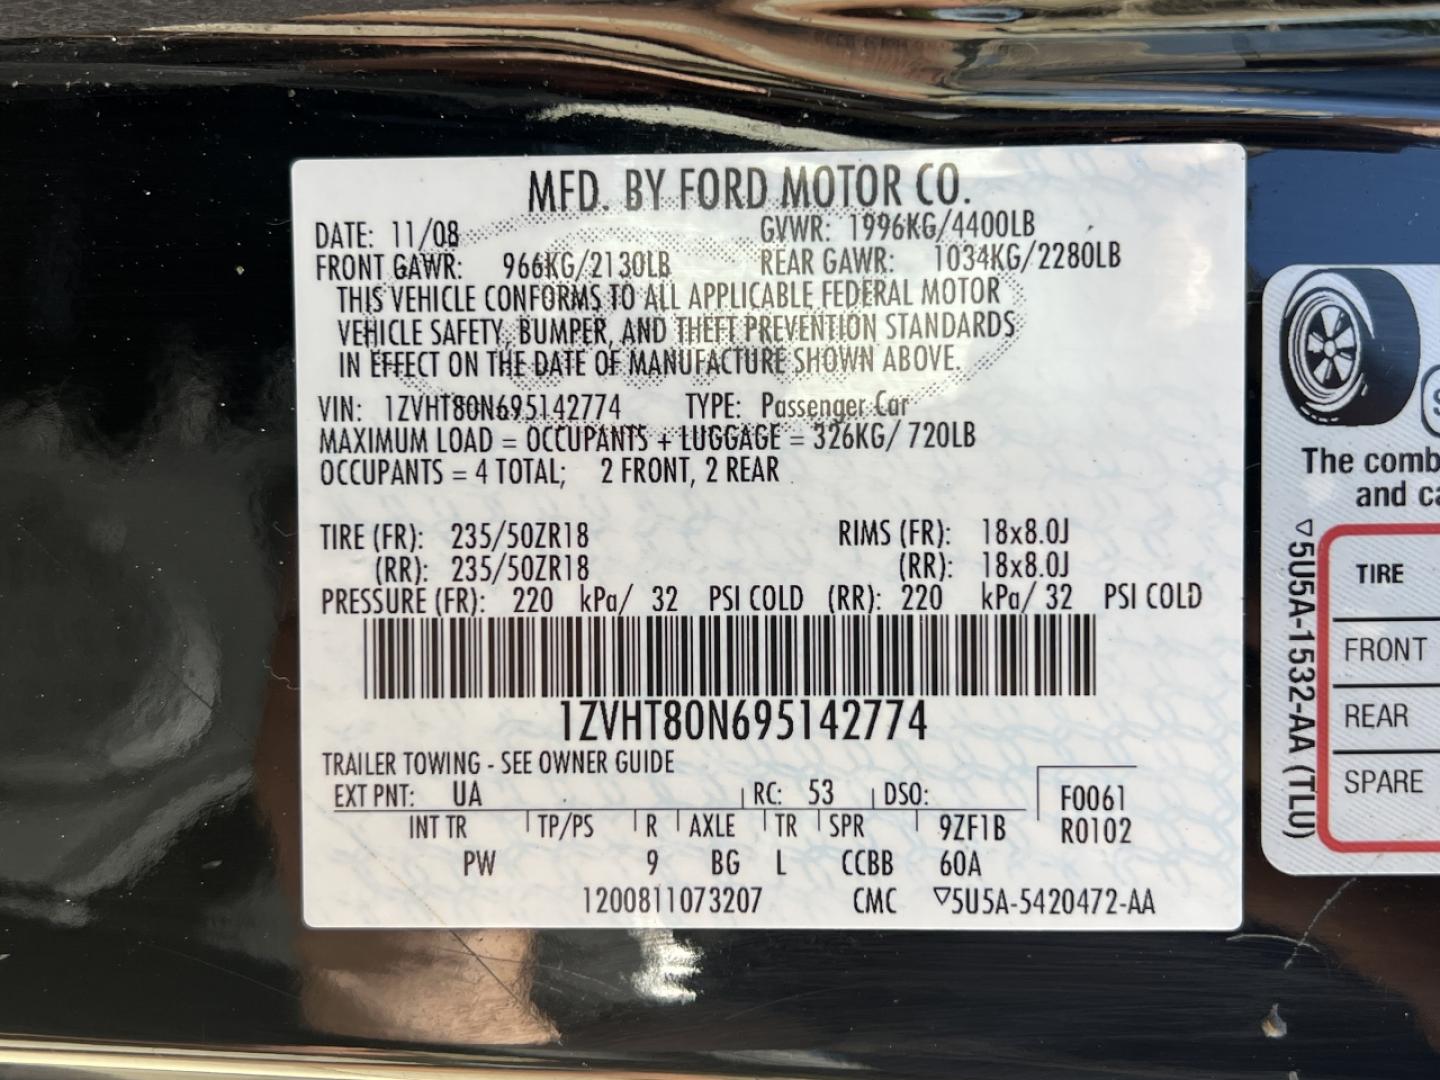 MFD. BY FORD MOTOR CO.
DATE: 11/08 GVWR: 1996KG/4400LB
FRONT GAWR: 966KG/2130LB REAR GAWR: 1034KG/2280LB
THIS VEHICLE CONFORMS TO ALL APPLICABLE FEDERAL MOTOR
VEHICLE SAFETY, BUMPER, AND THEFT PREVENTION STANDARDS
IN EFFECT ON THE DATE OF MANUFACTURE SHOWN ABOVE.
VIN: 1ZVHT80N695142774 TYPE: Passenger Car
MAXIMUM LOAD = OCCUPANTS + LUGGAGE = 326KG/ 720LB
OCCUPANTS = 4 TOTAL; 2 FRONT, 2 REAR
TIRE (FR): 235/50ZR18 RIMS (FR): 18x8.0J
(RR): 235/50ZR18 (RR): 18x8.0J
PRESSURE (FR): 220 kPa/ 32 PSI COLD (RR): 220 kPa/ 32 PSI COLD
1ZVHT80N695142774
TRAILER TOWING - SEE OWNER GUIDE
EXT PNT: UA RC: 53 DSO: F0061
INT TR TP/PS R AXLE TR SPR 9ZF1B R0102
PW 9 BG L CCBB 60A
1200811073207 CMC ▽5U5A-5420472-AA
The comb
and ca
▽5U5A-1532-AA (TLU)
TIRE
FRONT
REAR
SPARE